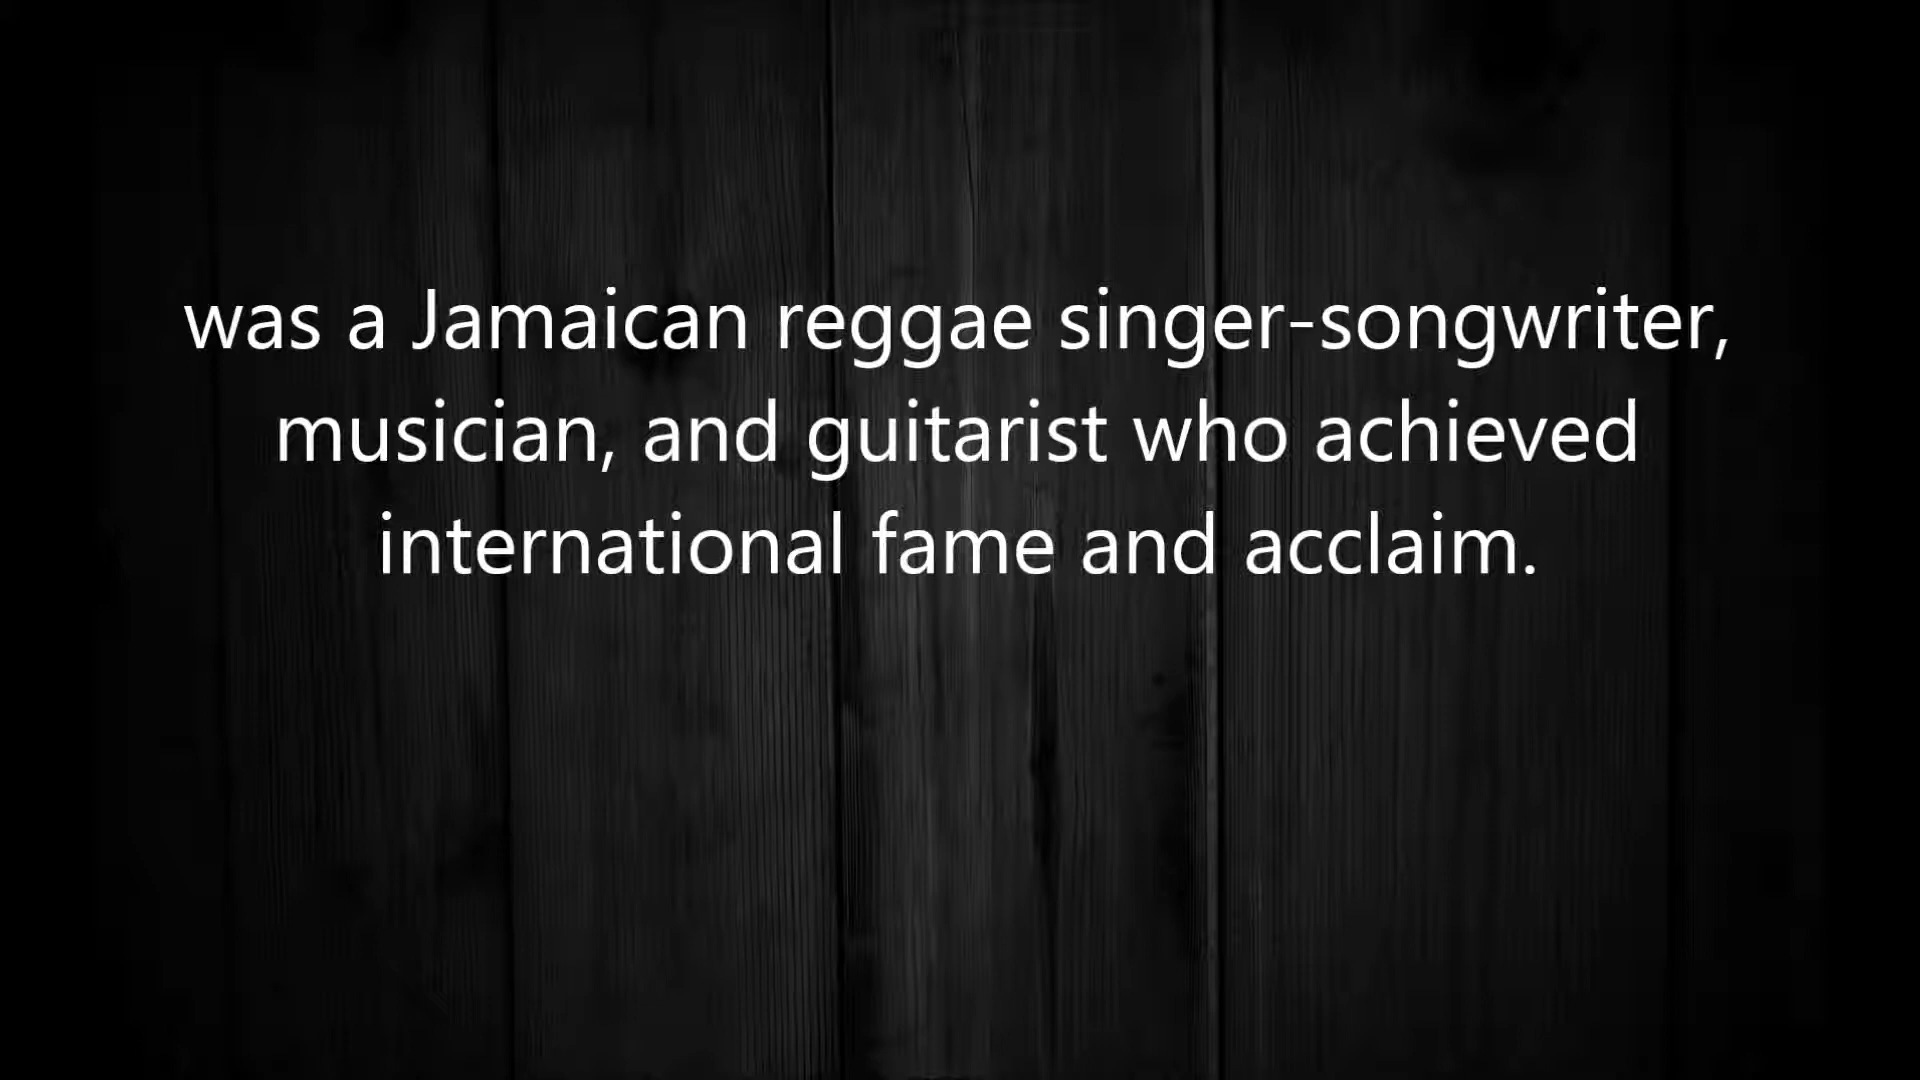 was a Jamaican reggae singer-songwriter,
musician, and guitarist who achieved
international fame and acclaim.